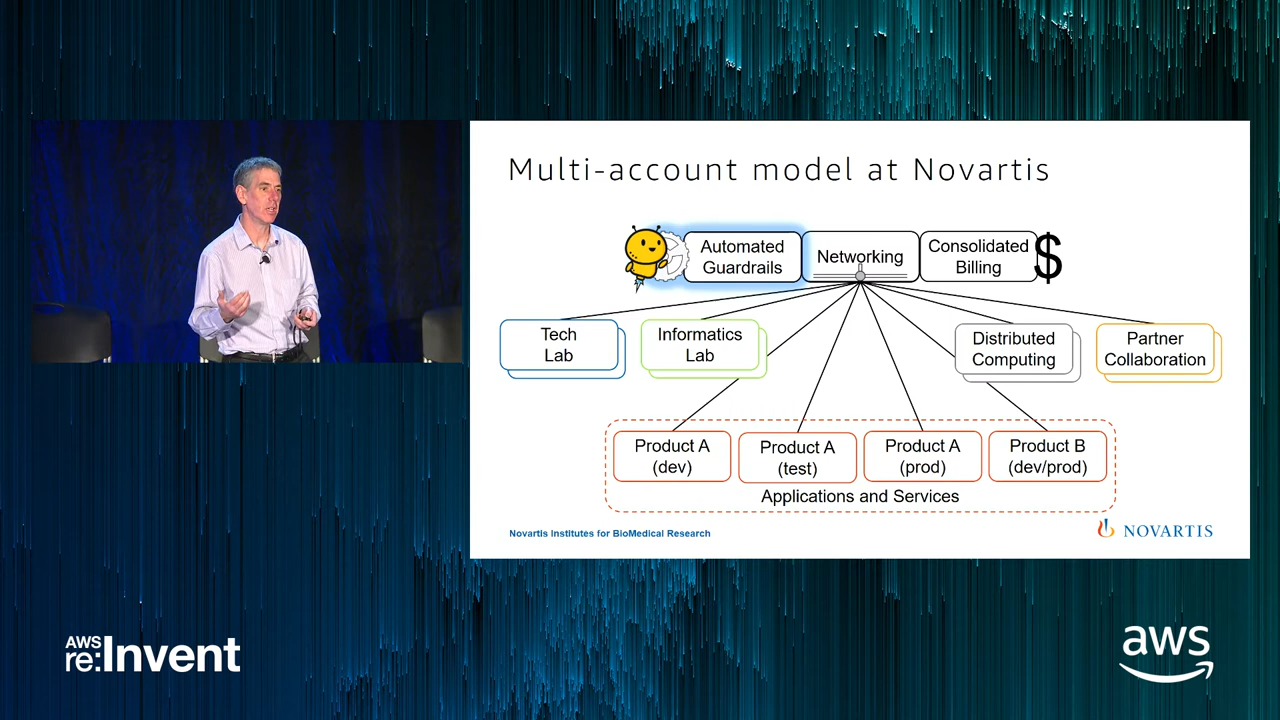 Multi-account model at Novartis
Automated
Guardrails
Networking
Consolidated
Billing
$
Tech
Lab
Informatics
Lab
Distributed
Computing
Partner
Collaboration
Product A
(dev)
Product A
(test)
Product A
(prod)
Product B
(dev/prod)
Applications and Services
Novartis Institutes for BioMedical Research
NOVARTIS
AWS
re:Invent
aws